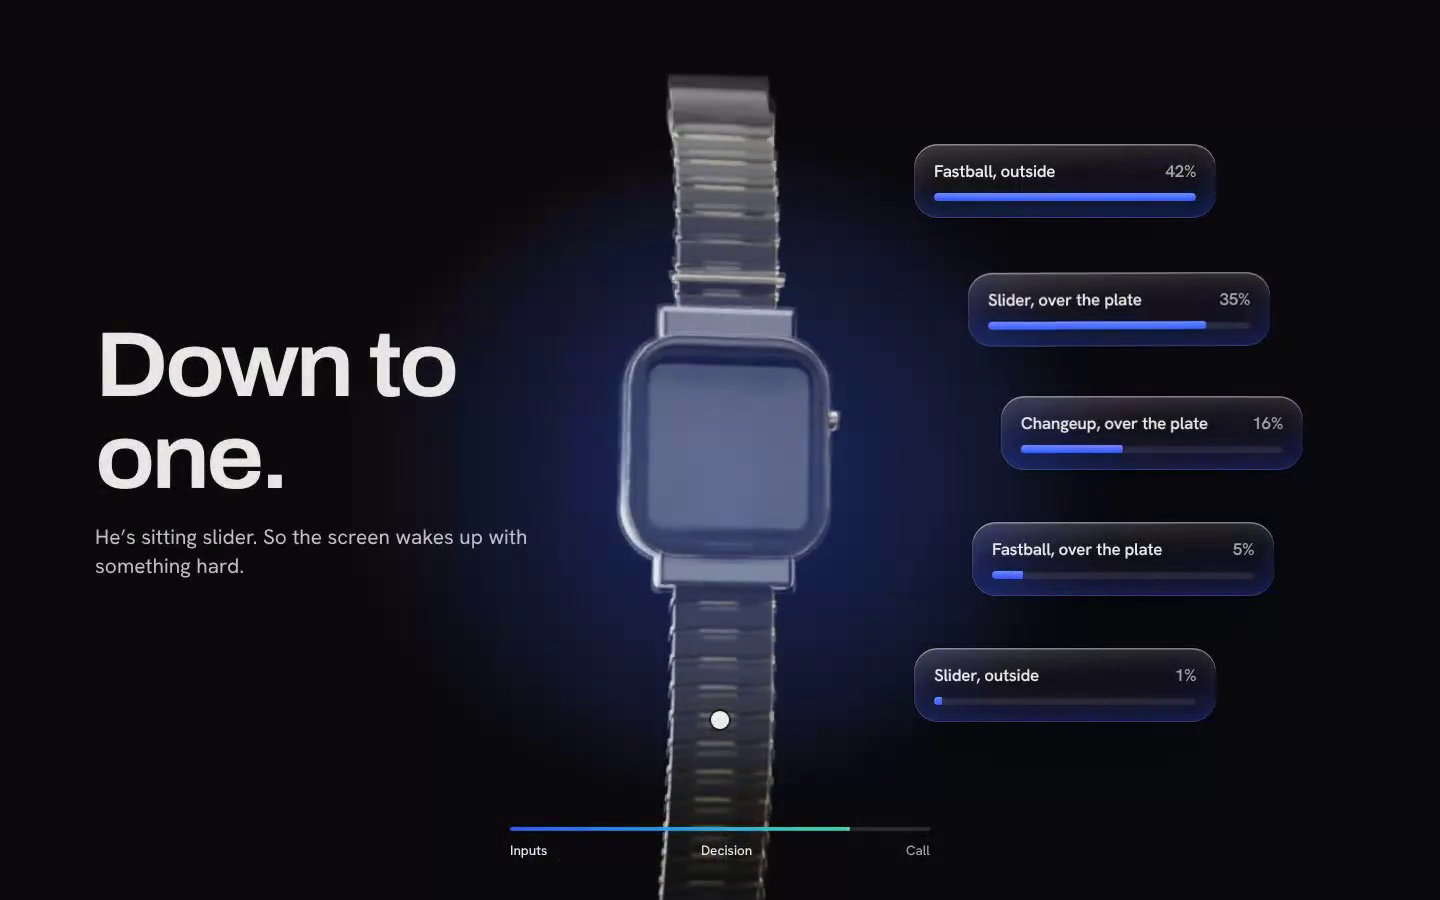 Down to
one.
He’s sitting slider. So the screen wakes up with
something hard.
Fastball, outside 42%
Slider, over the plate 35%
Changeup, over the plate 16%
Fastball, over the plate 5%
Slider, outside 1%
Inputs Decision Call